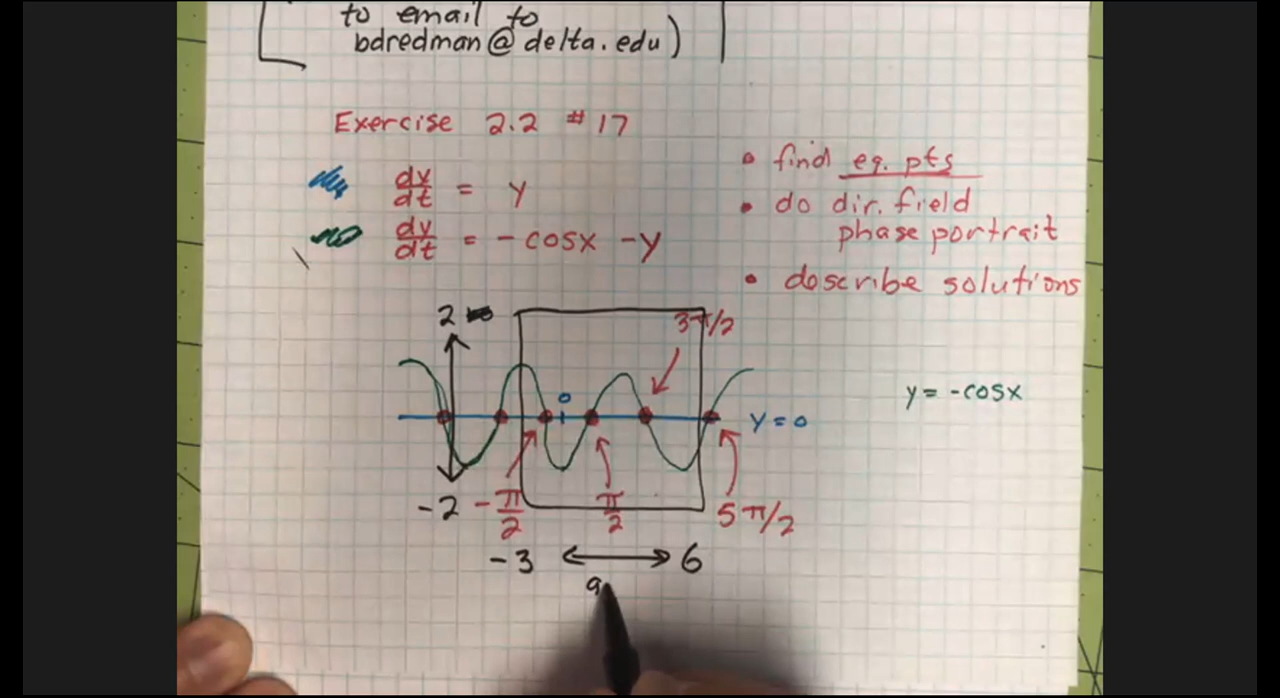 to email to
bdredman@delta.edu)
Exercise 2.2 #17
dx/dt = y
dy/dt = -cosx - y
• find eq. pts
• do dir. field
phase portrait
• describe solutions
2
3π/2
0
y = -cosx
y = 0
-2
-π/2
π/2
5π/2
-3 6
9